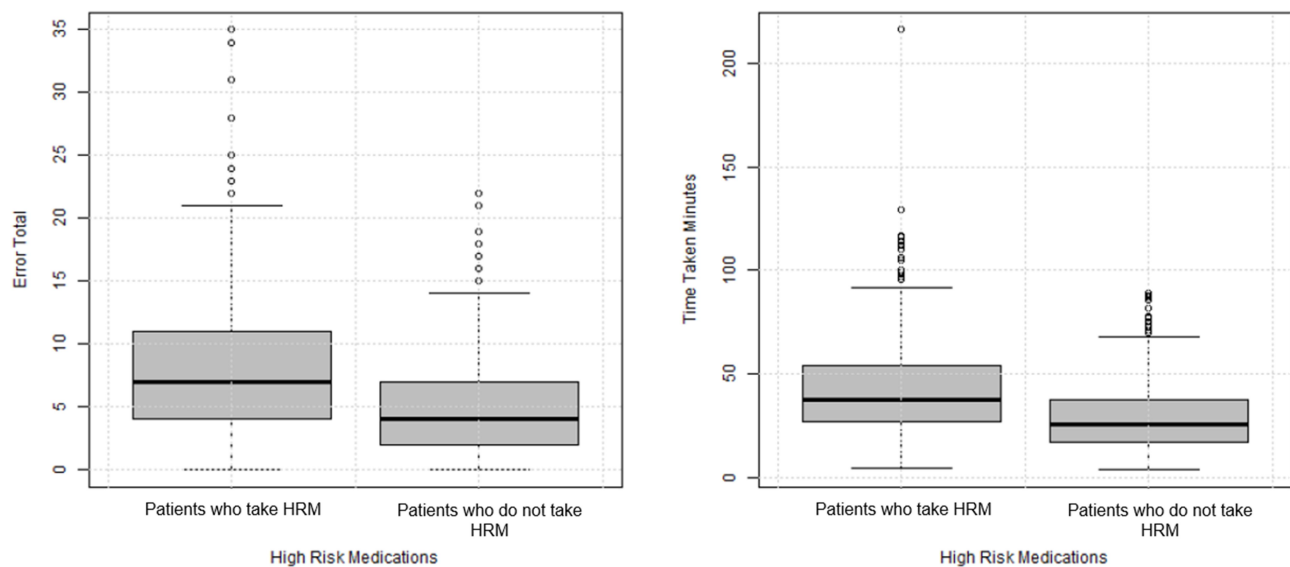 Error Total
35
30
25
20
15
10
5
0
Patients who take HRM
Patients who do not take
HRM
High Risk Medications
Time Taken Minutes
200
150
100
50
0
Patients who take HRM
Patients who do not take
HRM
High Risk Medications